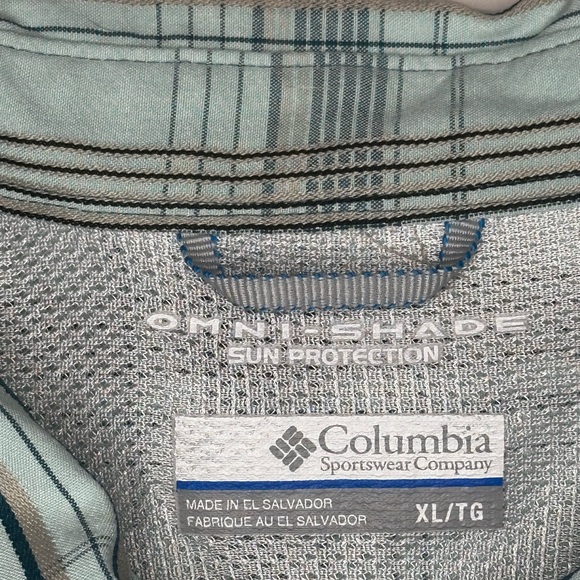 OMNI-SHADE
SUN PROTECTION
Columbia
Sportswear Company
MADE IN EL SALVADOR
FABRIQUE AU EL SALVADOR
XL/TG